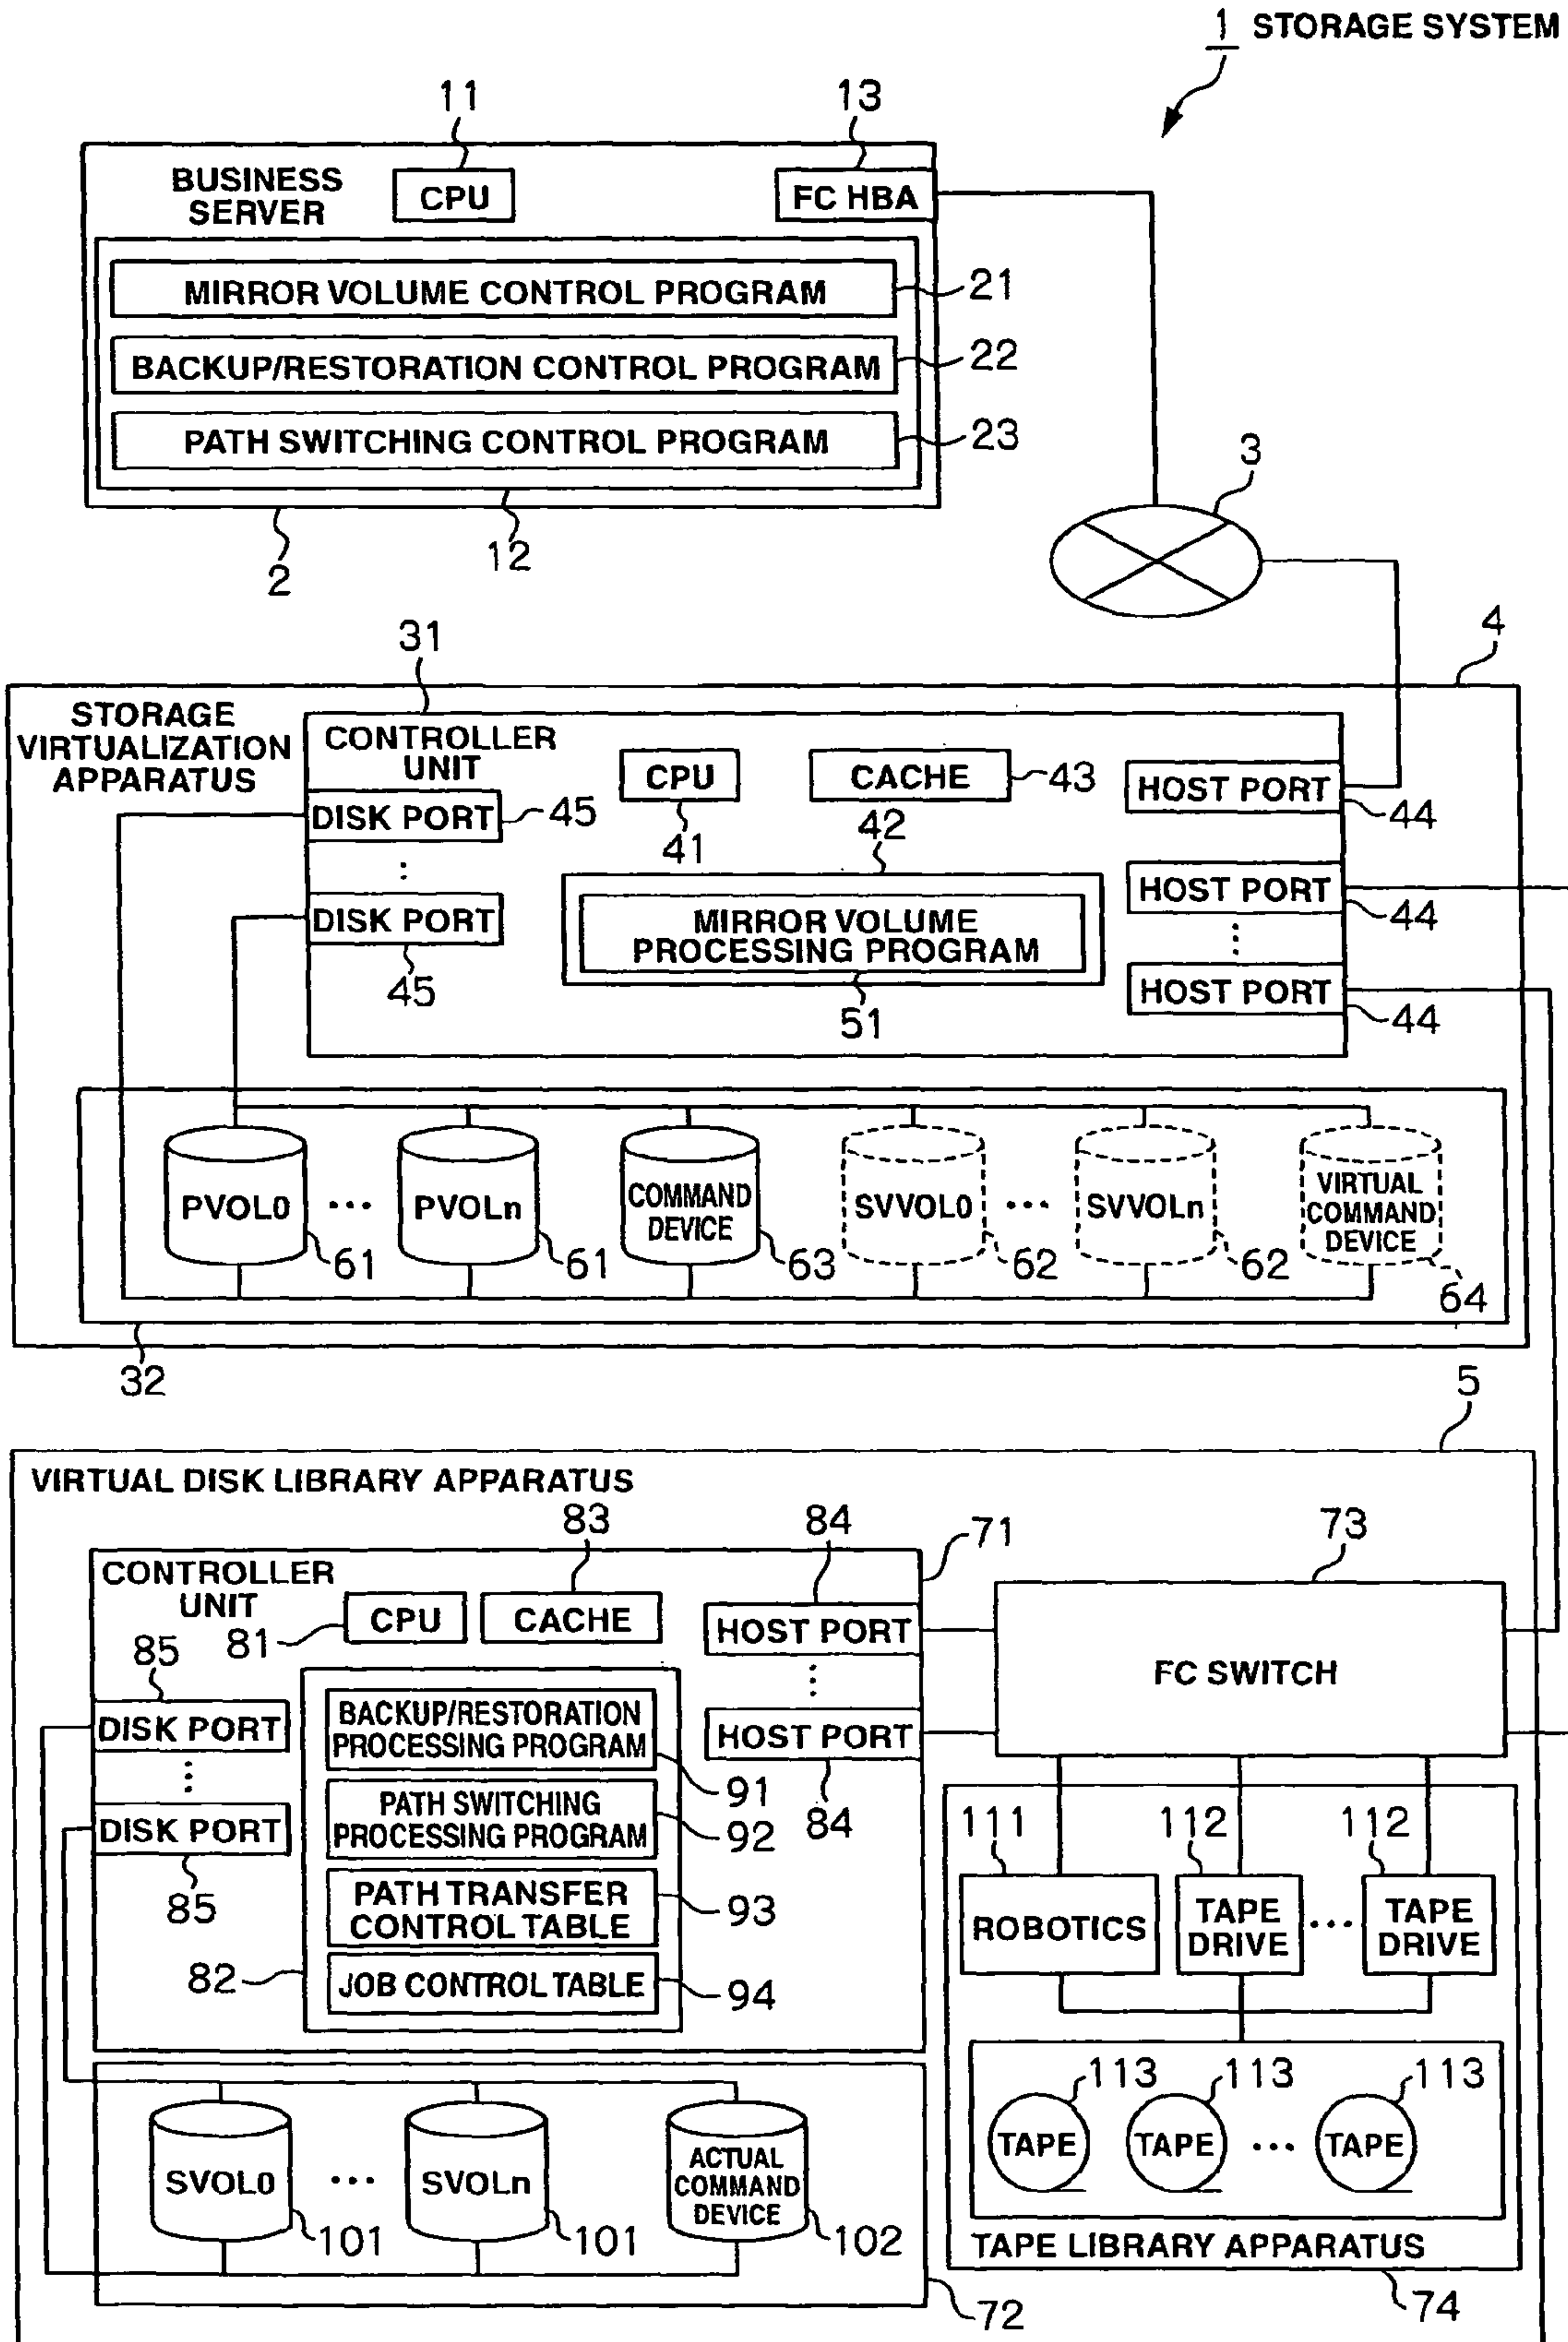 1 STORAGE SYSTEM
11
13
BUSINESS
SERVER
CPU
FC HBA
MIRROR VOLUME CONTROL PROGRAM
21
BACKUP/RESTORATION CONTROL PROGRAM
22
PATH SWITCHING CONTROL PROGRAM
23
3
2
12
4
31
STORAGE
VIRTUALIZATION
APPARATUS
CONTROLLER
UNIT
CPU
CACHE
43
HOST PORT
44
DISK PORT
45
41
42
⋮
HOST PORT
44
DISK PORT
45
MIRROR VOLUME
PROCESSING PROGRAM
51
⋮
HOST PORT
44
PVOL0
...
PVOLn
COMMAND
DEVICE
SVVOL0
...
SVVOLn
VIRTUAL
COMMAND
DEVICE
61
61
63
62
62
64
32
5
VIRTUAL DISK LIBRARY APPARATUS
83
84
71
73
CONTROLLER
UNIT
CPU
81
CACHE
HOST PORT
FC SWITCH
85
DISK PORT
BACKUP/RESTORATION
PROCESSING PROGRAM
91
⋮
HOST PORT
84
⋮
DISK PORT
85
PATH SWITCHING
PROCESSING PROGRAM
92
111
112
112
PATH TRANSFER
CONTROL TABLE
93
ROBOTICS
TAPE
DRIVE
...
TAPE
DRIVE
82
JOB CONTROL TABLE
94
113
113
113
TAPE
TAPE
...
TAPE
SVOL0
...
SVOLn
ACTUAL
COMMAND
DEVICE
101
101
102
TAPE LIBRARY APPARATUS
72
74